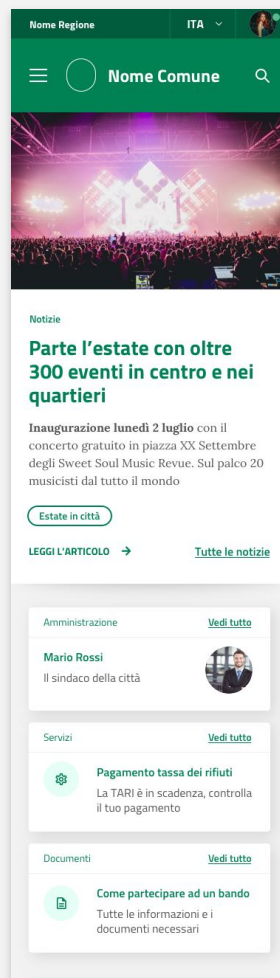 Nome Regione
ITA
Nome Comune
Notizie
Parte l’estate con oltre
300 eventi in centro e nei
quartieri
Inaugurazione lunedì 2 luglio con il
concerto gratuito in piazza XX Settembre
degli Sweet Soul Music Revue. Sul palco 20
musicisti dal tutto il mondo
Estate in città
LEGGI L’ARTICOLO → Tutte le notizie
Amministrazione Vedi tutto
Mario Rossi
Il sindaco della città
Servizi Vedi tutto
Pagamento tassa dei rifiuti
La TARI è in scadenza, controlla
il tuo pagamento
Documenti Vedi tutto
Come partecipare ad un bando
Tutte le informazioni e i
documenti necessari